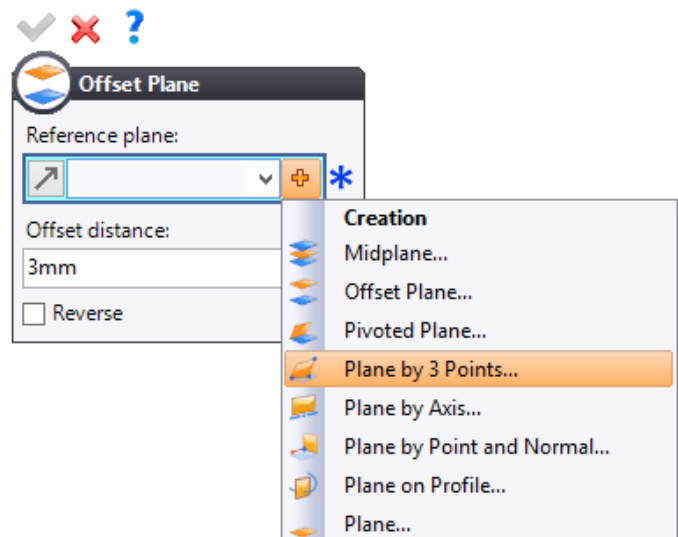 ?
Offset Plane
Reference plane:
*
Offset distance:
3mm
Reverse
Creation
Midplane...
Offset Plane...
Pivoted Plane...
Plane by 3 Points...
Plane by Axis...
Plane by Point and Normal...
Plane on Profile...
Plane...